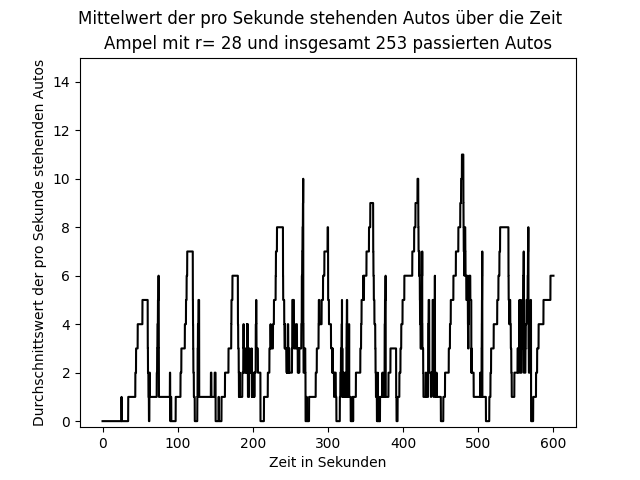 Mittelwert der pro Sekunde stehenden Autos über die Zeit
Ampel mit r= 28 und insgesamt 253 passierten Autos
Durchschnittswert der pro Sekunde stehenden Autos
14
12
10
8
6
4
2
0
0 100 200 300 400 500 600
Zeit in Sekunden